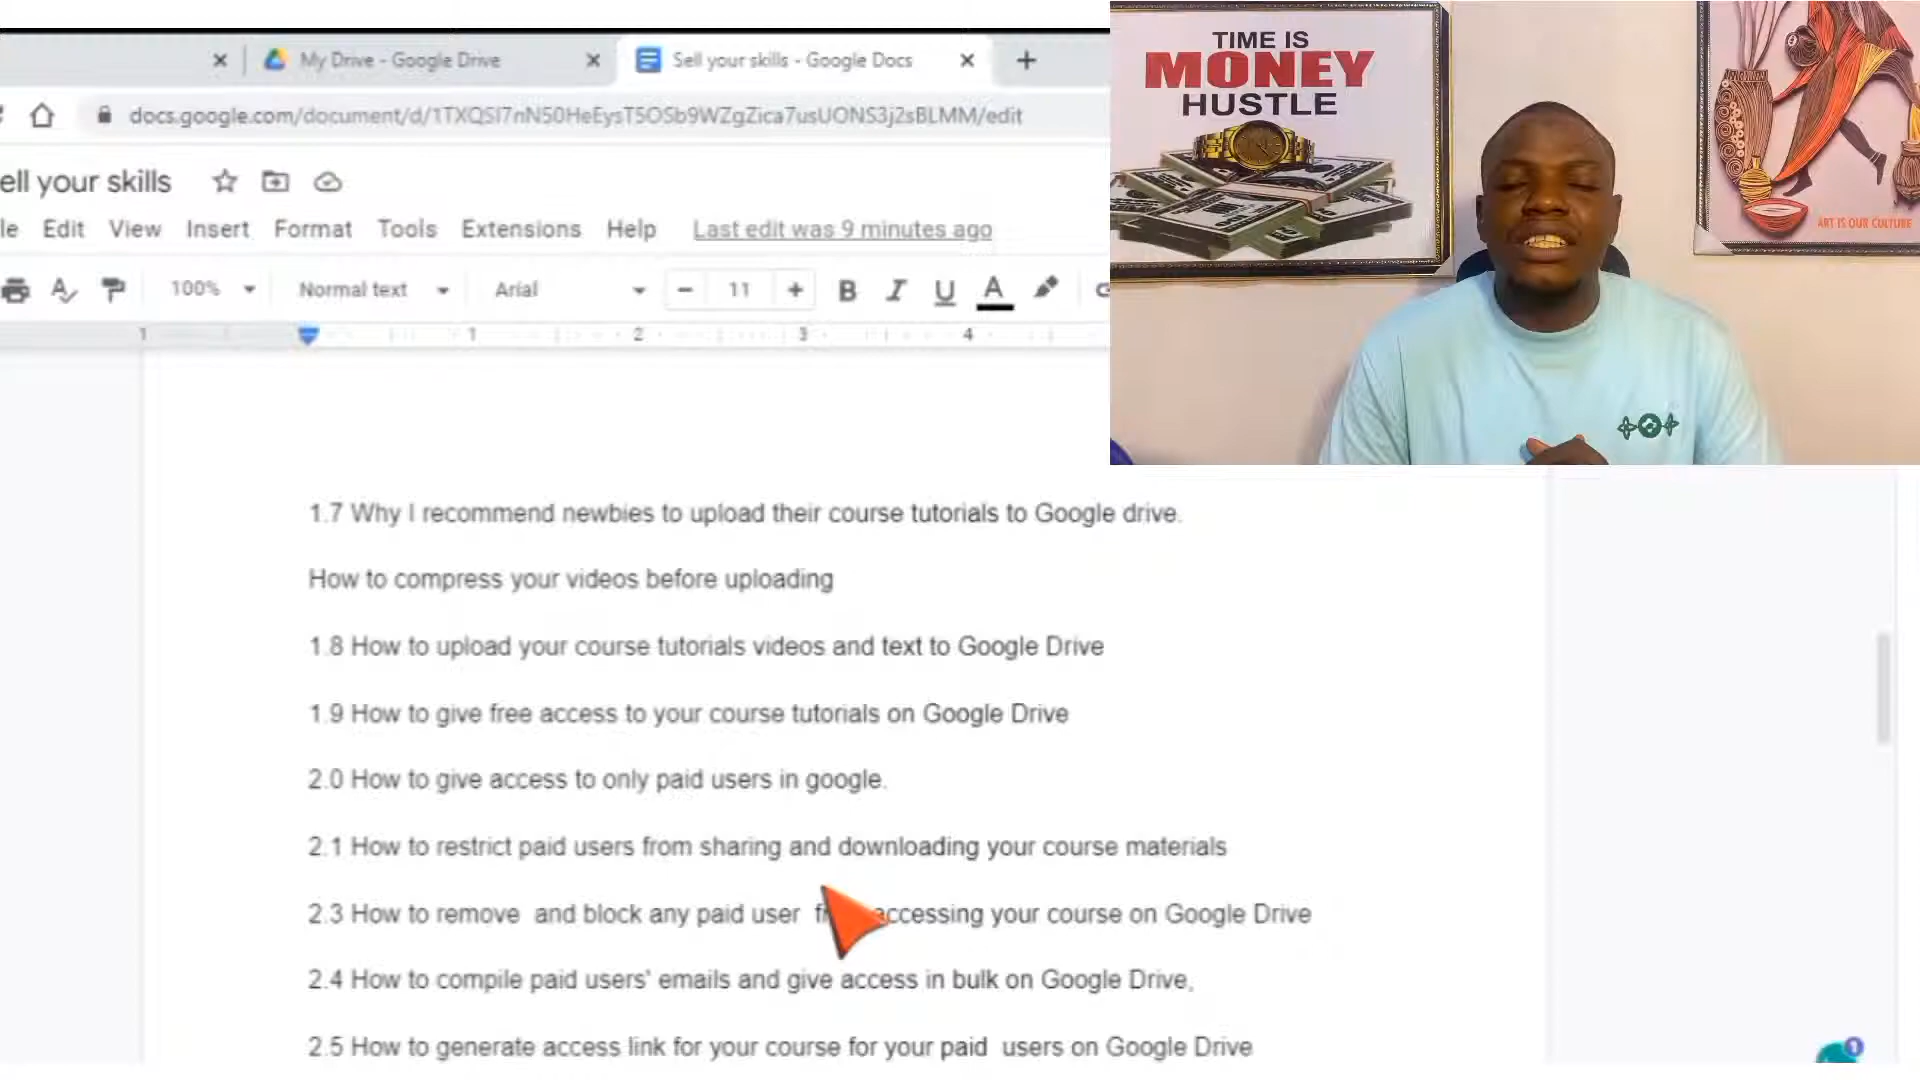 My Drive - Google Drive
Sell your skills - Google Docs
docs.google.com/document/d/1TXQSI7nN50HeEysT5OSb9WZgZica7usUONS3j2sBLMM/edit
ell your skills
le Edit View Insert Format Tools Extensions Help Last edit was 9 minutes ago
100% Normal text Arial 11 B I U A
1 1 2 3 4
TIME IS
MONEY
HUSTLE
ART IS OUR CULTURE
1.7 Why I recommend newbies to upload their course tutorials to Google drive.
How to compress your videos before uploading
1.8 How to upload your course tutorials videos and text to Google Drive
1.9 How to give free access to your course tutorials on Google Drive
2.0 How to give access to only paid users in google.
2.1 How to restrict paid users from sharing and downloading your course materials
2.3 How to remove and block any paid user accessing your course on Google Drive
2.4 How to compile paid users' emails and give access in bulk on Google Drive,
2.5 How to generate access link for your course for your paid users on Google Drive
1